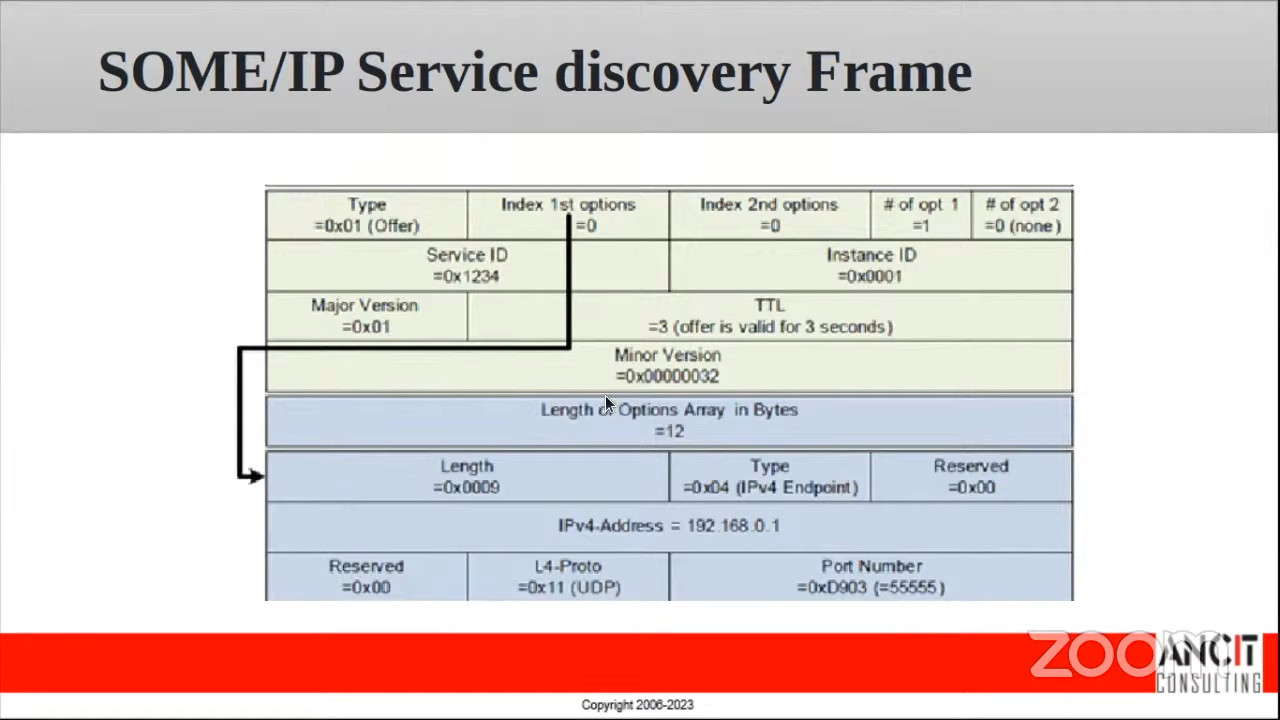 SOME/IP Service discovery Frame
Type
=0x01 (Offer)
Index 1st options
=0
Index 2nd options
=0
# of opt 1
=1
# of opt 2
=0 (none)
Service ID
=0x1234
Instance ID
=0x0001
Major Version
=0x01
TTL
=3 (offer is valid for 3 seconds)
Minor Version
=0x00000032
Length of Options Array in Bytes
=12
Length
=0x0009
Type
=0x04 (IPv4 Endpoint)
Reserved
=0x00
IPv4-Address = 192.168.0.1
Reserved
=0x00
L4-Proto
=0x11 (UDP)
Port Number
=0xD903 (=55555)
zoom
ANCIT
CONSULTING
Copyright 2006-2023